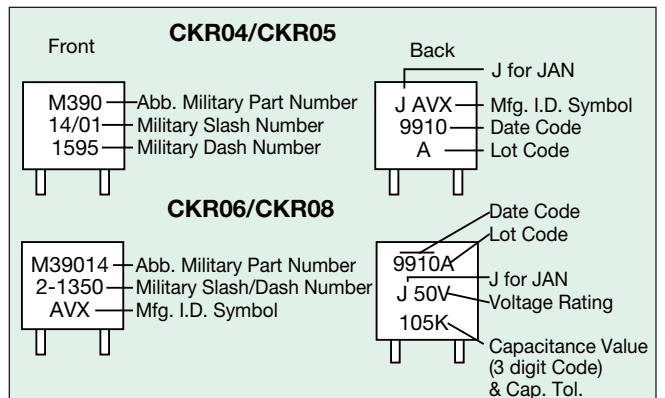 CKR04/CKR05
Front
Back
M390
14/01
1595
Abb. Military Part Number
Military Slash Number
Military Dash Number
J for JAN
J AVX
9910
A
Mfg. I.D. Symbol
Date Code
Lot Code
CKR06/CKR08
M39014
2-1350
AVX
Abb. Military Part Number
Military Slash/Dash Number
Mfg. I.D. Symbol
Date Code
Lot Code
9910A
J 50V
105K
J for JAN
Voltage Rating
Capacitance Value
(3 digit Code)
& Cap. Tol.